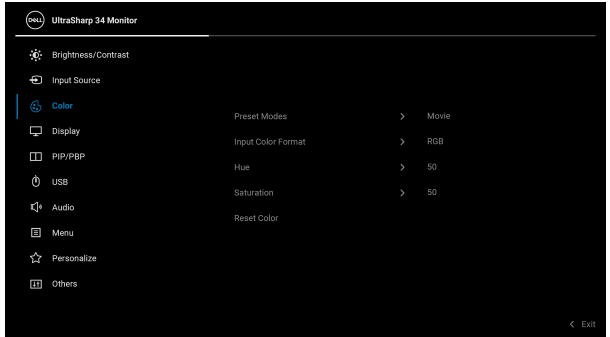 DELL UltraSharp 34 Monitor
Brightness/Contrast
Input Source
Color
Display
PIP/PBP
USB
Audio
Menu
Personalize
Others
Preset Modes > Movie
Input Color Format > RGB
Hue > 50
Saturation > 50
Reset Color
< Exit